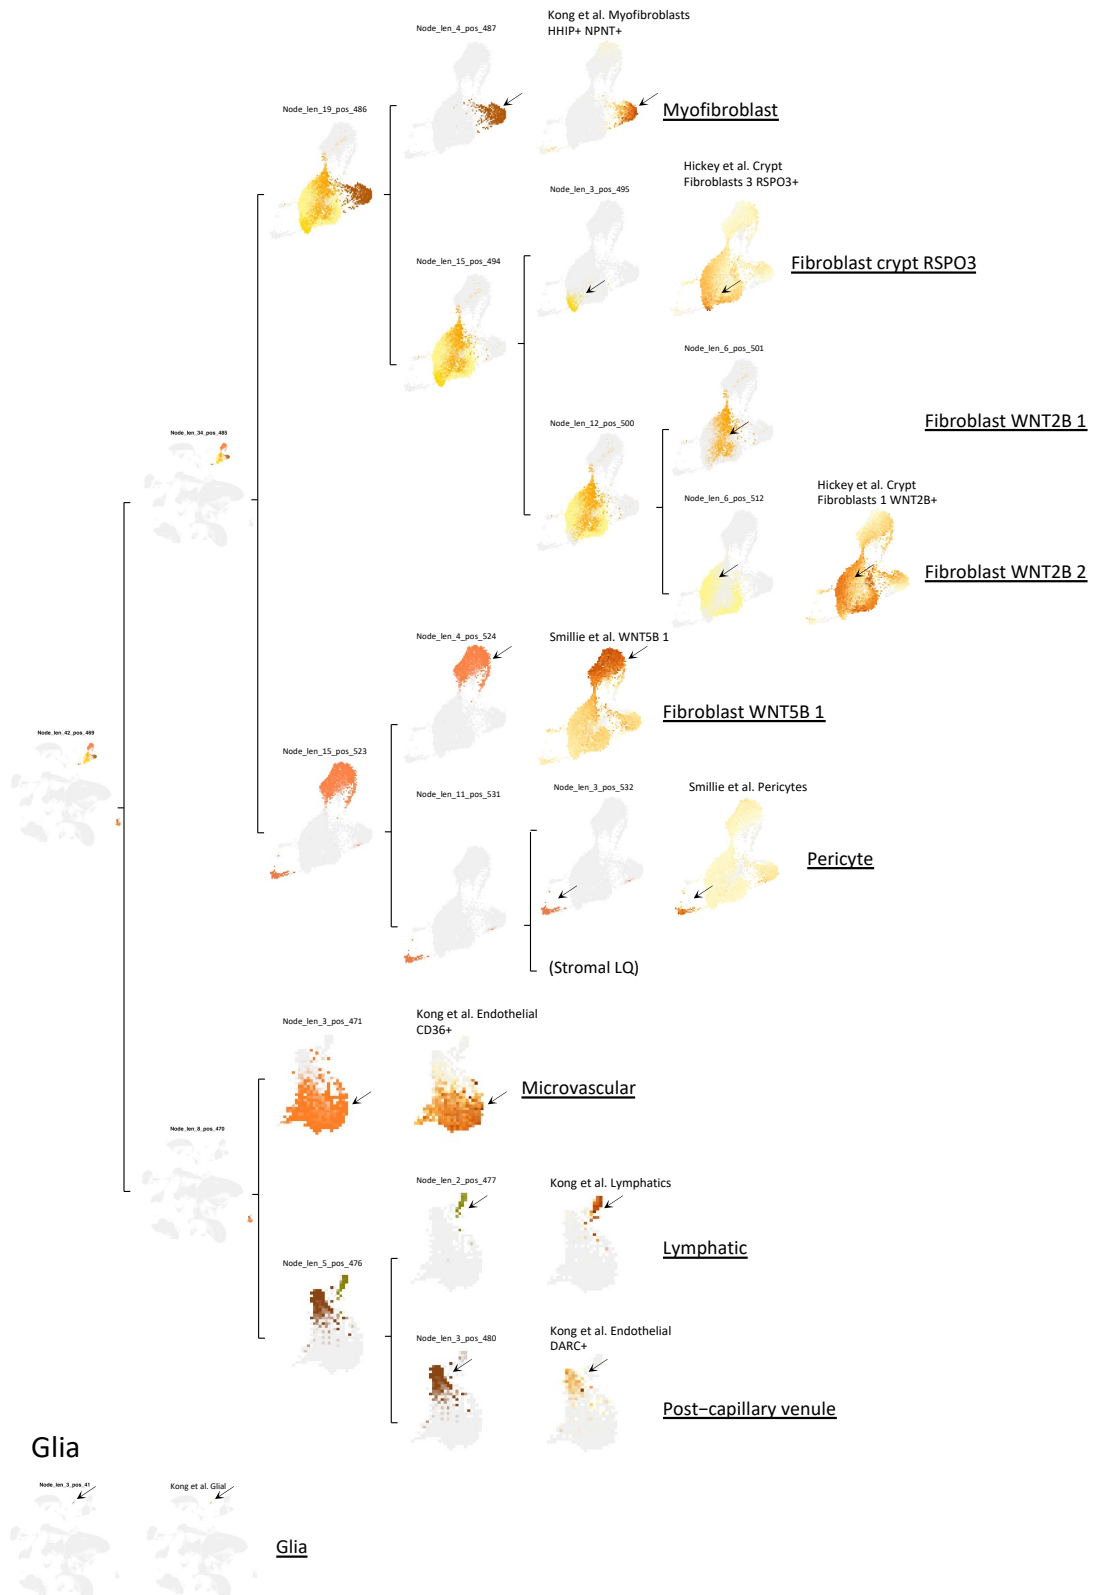 Node_len_4_pos_487
Kong et al. Myofibroblasts
HHIP+ NPNT+
Myofibroblast
Node_len_19_pos_486
Hickey et al. Crypt
Fibroblasts 3 RSPO3+
Node_len_3_pos_495
Fibroblast crypt RSPO3
Node_len_15_pos_494
Node_len_6_pos_501
Fibroblast WNT2B 1
Node_len_12_pos_500
Node_len_34_pos_485
Node_len_6_pos_512
Hickey et al. Crypt
Fibroblasts 1 WNT2B+
Fibroblast WNT2B 2
Node_len_4_pos_524
Smillie et al. WNT5B 1
Fibroblast WNT5B 1
Node_len_42_pos_469
Node_len_15_pos_523
Node_len_11_pos_531
Node_len_3_pos_532
Smillie et al. Pericytes
Pericyte
(Stromal LQ)
Node_len_3_pos_471
Kong et al. Endothelial
CD36+
Microvascular
Node_len_8_pos_470
Node_len_2_pos_477
Kong et al. Lymphatics
Lymphatic
Node_len_5_pos_476
Node_len_3_pos_480
Kong et al. Endothelial
DARC+
Post−capillary venule
Glia
Node_len_3_pos_41
Kong et al. Glial
Glia